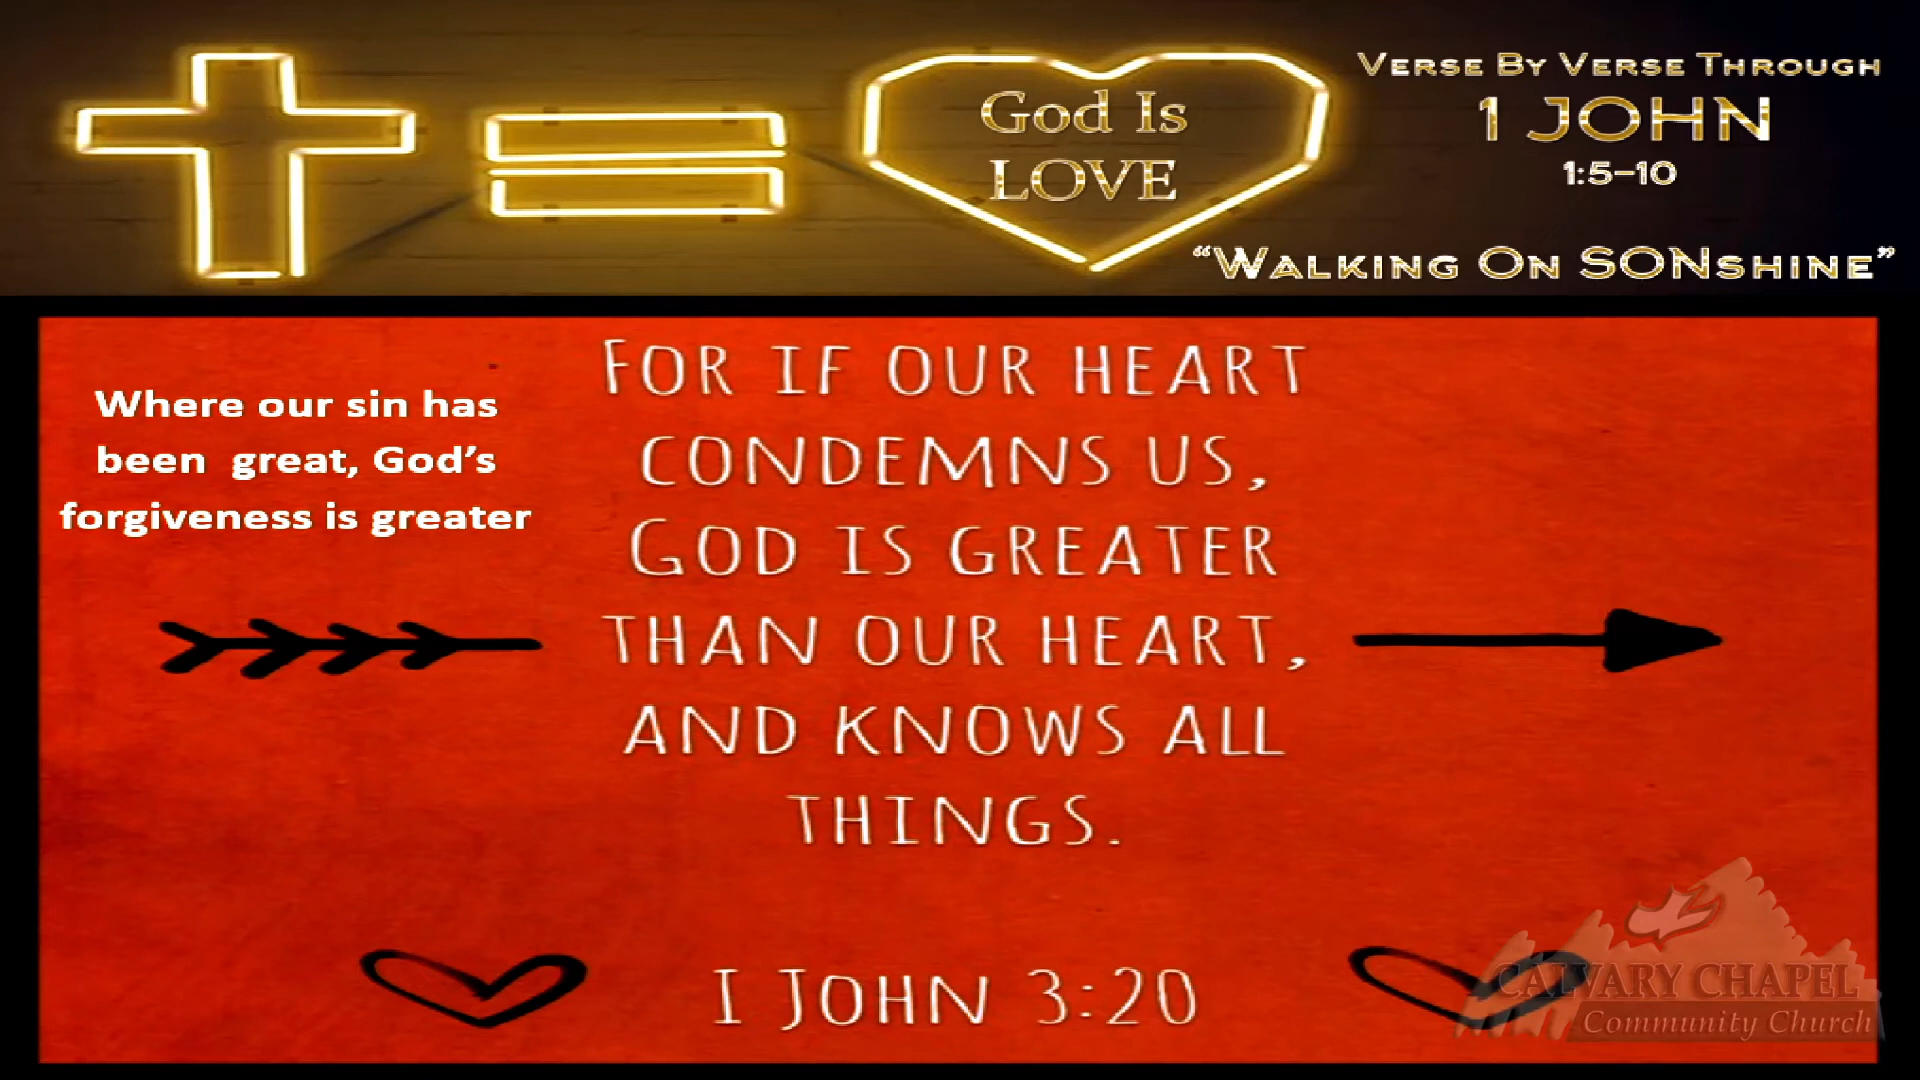 God Is
LOVE
VERSE BY VERSE THROUGH
1 JOHN
1:5-10
“WALKING ON SONSHINE”
Where our sin has
been great, God’s
forgiveness is greater
FOR IF OUR HEART
CONDEMNS US,
GOD IS GREATER
THAN OUR HEART,
AND KNOWS ALL
THINGS.
I JOHN 3:20
CALVARY CHAPEL
Community Church